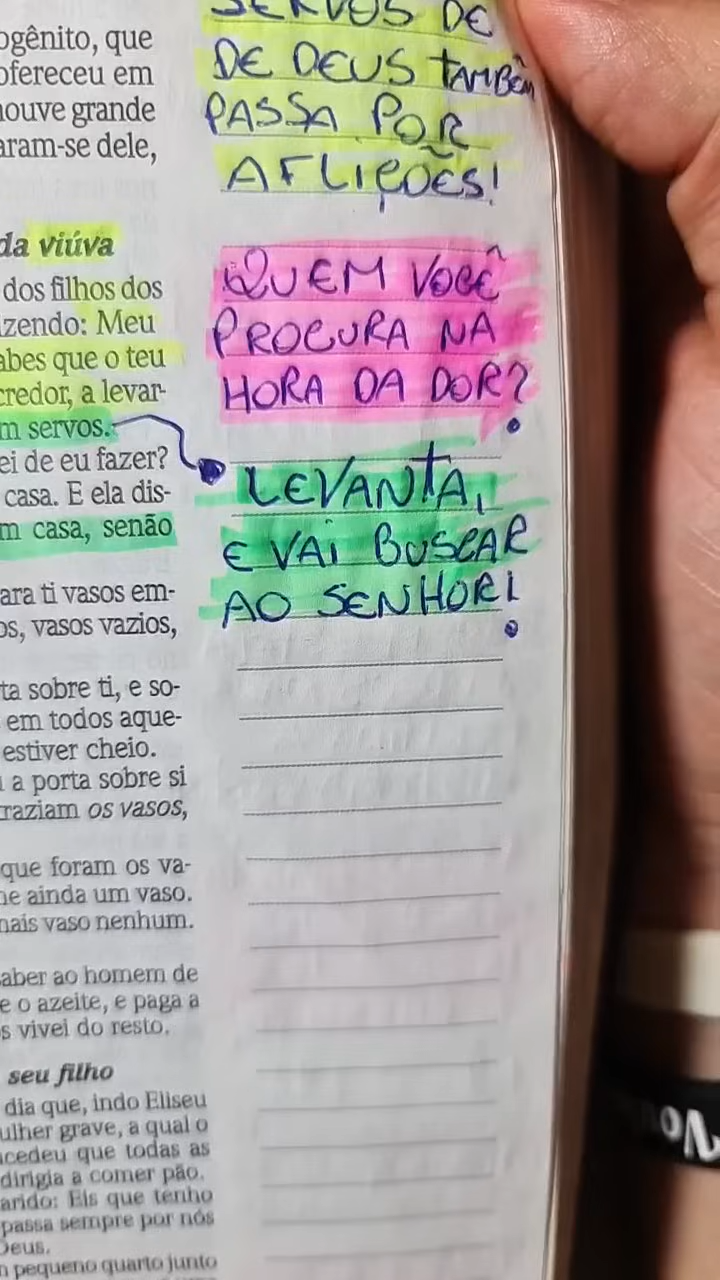 ogênito, que
ofereceu em
houve grande
aram-se dele,
da viúva
dos filhos dos
zendo: Meu
abes que o teu
credor, a levar-
m servos.
ei de eu fazer?
casa. E ela dis-
m casa, senão
ara ti vasos em-
os, vasos vazios,
ta sobre ti, e so-
em todos aque-
estiver cheio.
a porta sobre si
traziam os vasos,
que foram os va-
me ainda um vaso.
mais vaso nenhum.
saber ao homem de
e o azeite, e paga a
s vivei do resto.
seu filho
dia que, indo Eliseu
ulher grave, a qual o
ucedeu que todas as
dirigia a comer pão.
arido: Eis que tenho
passa sempre por nós
Deus.
pequeno quarto junto
SERVOS DE
DE DEUS TAMBÉM
PASSA POR
AFLIÇÕES!
QUEM VOCÊ
PROCURA NA
HORA DA DOR?
LEVANTA,
E VAI BUSCAR
AO SENHOR!